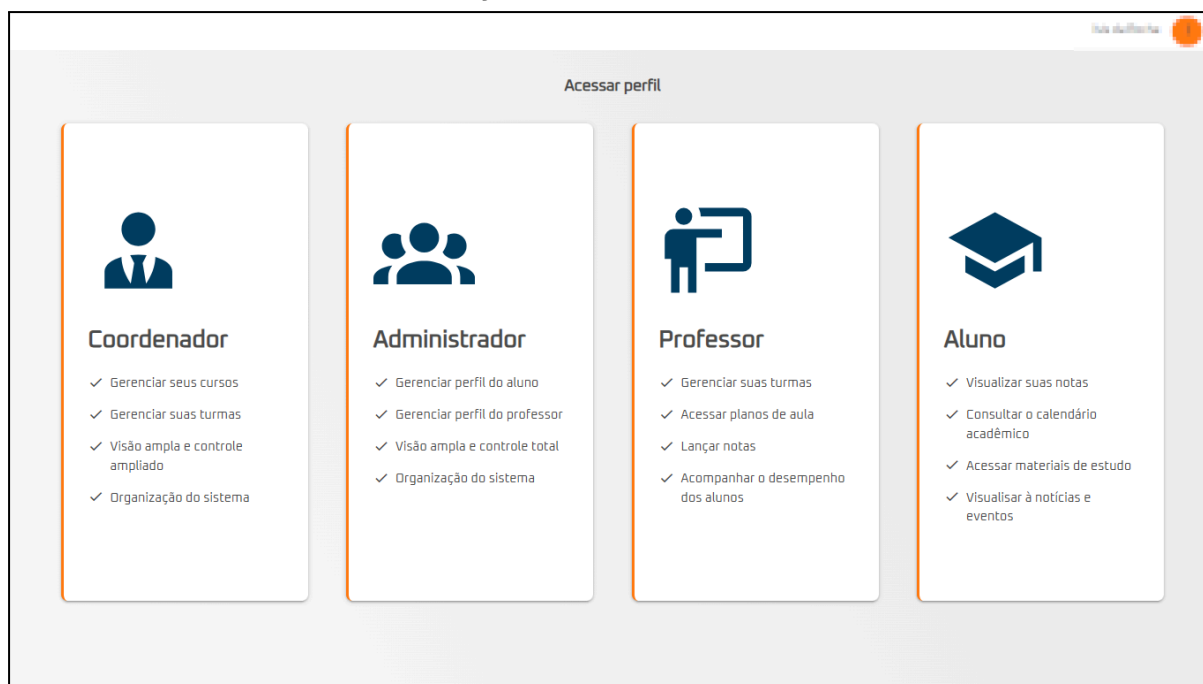 Acessar perfil
Coordenador
Gerenciar seus cursos
Gerenciar suas turmas
Visão ampla e controle
ampliado
Organização do sistema
Administrador
Gerenciar perfil do aluno
Gerenciar perfil do professor
Visão ampla e controle total
Organização do sistema
Professor
Gerenciar suas turmas
Acessar planos de aula
Lançar notas
Acompanhar o desempenho
dos alunos
Aluno
Visualizar suas notas
Consultar o calendário
acadêmico
Acessar materiais de estudo
Visualisar à notícias e
eventos